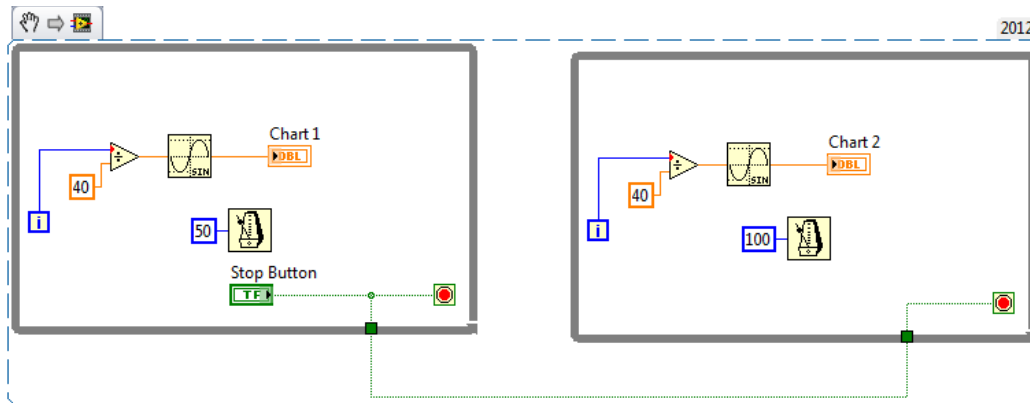 2012
Chart 1
DBL
SIN
40
i
50
Stop Button
TF
Chart 2
DBL
SIN
40
i
100